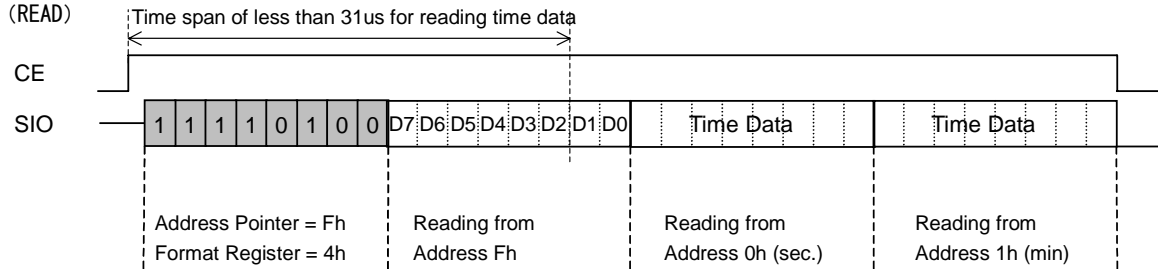 (READ)
Time span of less than 31us for reading time data
CE
SIO
1 1 1 1 0 1 0 0 D7 D6 D5 D4 D3 D2 D1 D0 Time Data Time Data
Address Pointer = Fh
Format Register = 4h
Reading from
Address Fh
Reading from
Address 0h (sec.)
Reading from
Address 1h (min)